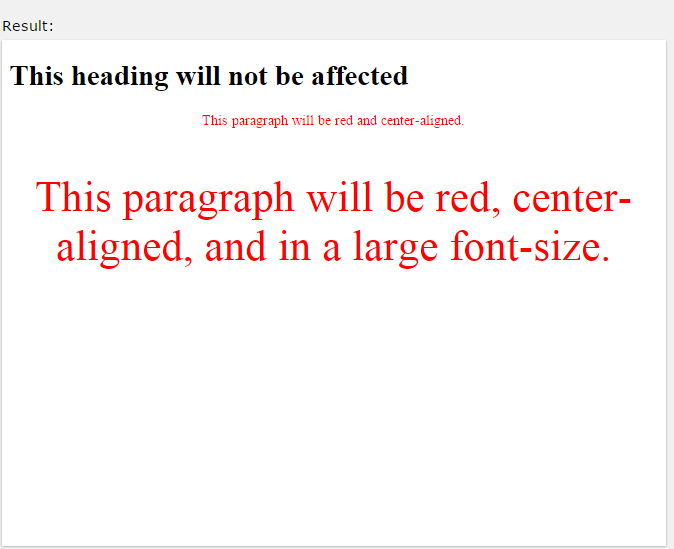 Result:
This heading will not be affected
This paragraph will be red and center-aligned.
This paragraph will be red, center-
aligned, and in a large font-size.